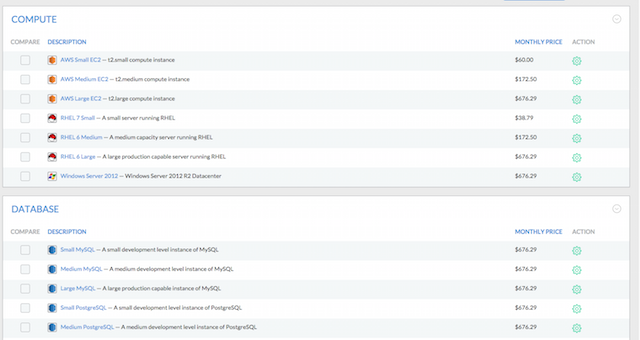 COMPUTE
COMPARE DESCRIPTION MONTHLY PRICE ACTION
AWS Small EC2 — t2.small compute instance $60.00
AWS Medium EC2 — t2.medium compute instance $172.50
AWS Large EC2 — t2.large compute instance $676.29
RHEL 7 Small — A small server running RHEL $38.79
RHEL 6 Medium — A medium capacity server running RHEL $172.50
RHEL 6 Large — A large production capable server running RHEL $676.29
Windows Server 2012 — Windows Server 2012 R2 Datacenter $676.29
DATABASE
COMPARE DESCRIPTION MONTHLY PRICE ACTION
Small MySQL — A small development level instance of MySQL $676.29
Medium MySQL — A medium development level instance of MySQL $676.29
Large MySQL — A large production capable instance of MySQL $676.29
Small PostgreSQL — A small development level instance of PostgreSQL $676.29
Medium PostgreSQL — A medium development level instance of PostgreSQL $676.29